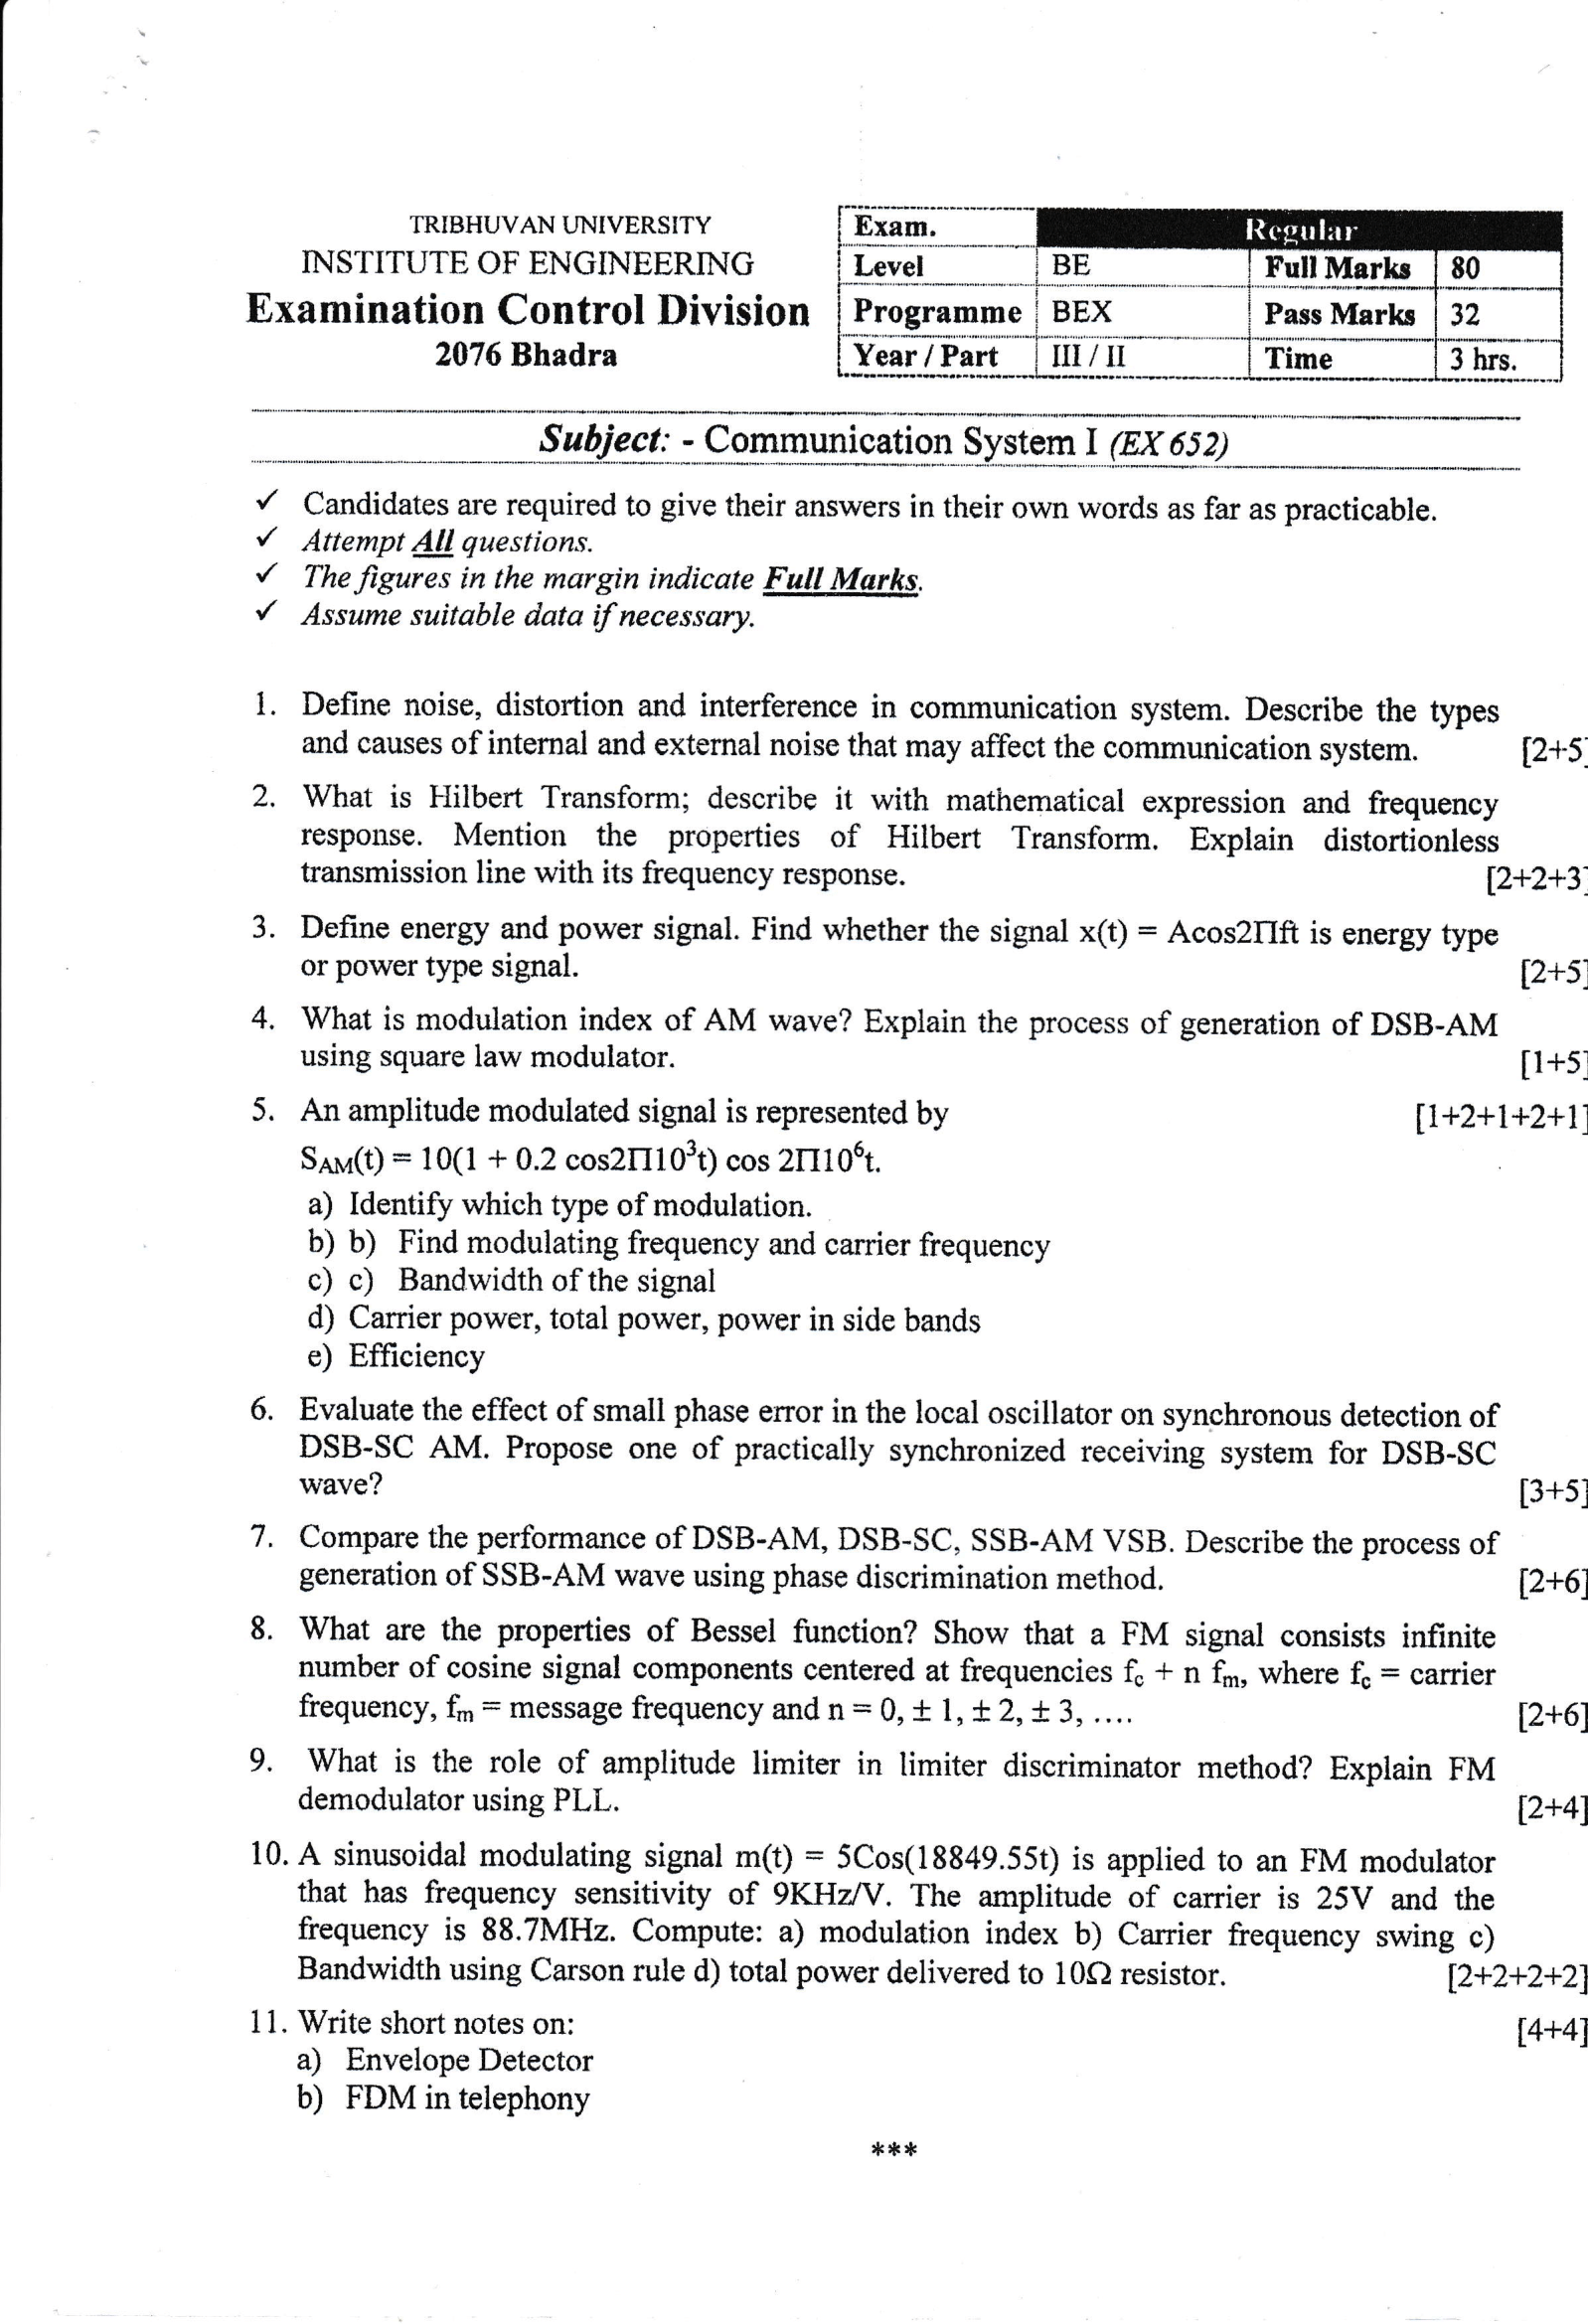 TRIBHUVAN UNIVERSITY
INSTITUTE OF ENGINEERING
Examination Control Division
2076 Bhadra
Exam. Regular
Level BE Full Marks 80
Programme BEX Pass Marks 32
Year / Part III / II Time 3 hrs.
Subject: - Communication System I (EX 652)
✓ Candidates are required to give their answers in their own words as far as practicable.
✓ Attempt All questions.
✓ The figures in the margin indicate Full Marks.
✓ Assume suitable data if necessary.
1. Define noise, distortion and interference in communication system. Describe the types
and causes of internal and external noise that may affect the communication system. [2+5]
2. What is Hilbert Transform; describe it with mathematical expression and frequency
response. Mention the properties of Hilbert Transform. Explain distortionless
transmission line with its frequency response. [2+2+3]
3. Define energy and power signal. Find whether the signal x(t) = Acos2Πft is energy type
or power type signal. [2+5]
4. What is modulation index of AM wave? Explain the process of generation of DSB-AM
using square law modulator. [1+5]
5. An amplitude modulated signal is represented by [1+2+1+2+1]
S_AM(t) = 10(1 + 0.2 cos2Π10³t) cos 2Π10⁶t.
a) Identify which type of modulation.
b) b) Find modulating frequency and carrier frequency
c) c) Bandwidth of the signal
d) Carrier power, total power, power in side bands
e) Efficiency
6. Evaluate the effect of small phase error in the local oscillator on synchronous detection of
DSB-SC AM. Propose one of practically synchronized receiving system for DSB-SC
wave? [3+5]
7. Compare the performance of DSB-AM, DSB-SC, SSB-AM VSB. Describe the process of
generation of SSB-AM wave using phase discrimination method. [2+6]
8. What are the properties of Bessel function? Show that a FM signal consists infinite
number of cosine signal components centered at frequencies f_c + n f_m, where f_c = carrier
frequency, f_m = message frequency and n = 0, ± 1, ± 2, ± 3, .... [2+6]
9. What is the role of amplitude limiter in limiter discriminator method? Explain FM
demodulator using PLL. [2+4]
10. A sinusoidal modulating signal m(t) = 5Cos(18849.55t) is applied to an FM modulator
that has frequency sensitivity of 9KHz/V. The amplitude of carrier is 25V and the
frequency is 88.7MHz. Compute: a) modulation index b) Carrier frequency swing c)
Bandwidth using Carson rule d) total power delivered to 10Ω resistor. [2+2+2+2]
11. Write short notes on: [4+4]
a) Envelope Detector
b) FDM in telephony
***